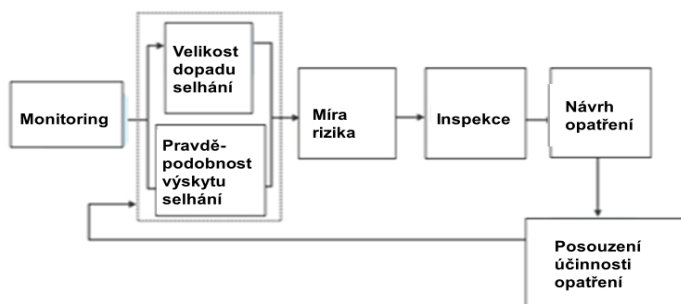 Monitoring
Velikost
dopadu
selhání
Pravdě-
podobnost
výskytu
selhání
Míra
rizika
Inspekce
Návrh
opatření
Posouzení
účinnosti
opatření